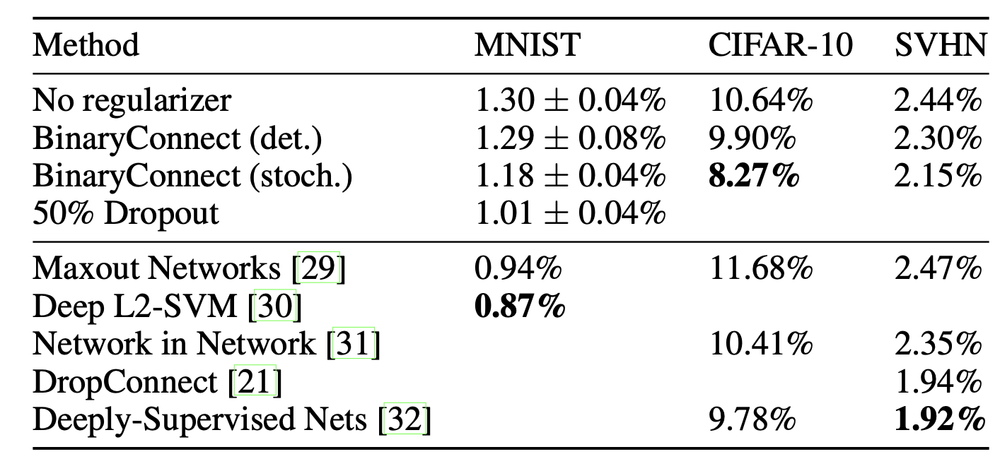 Method MNIST CIFAR-10 SVHN
No regularizer 1.30 ± 0.04% 10.64% 2.44%
BinaryConnect (det.) 1.29 ± 0.08% 9.90% 2.30%
BinaryConnect (stoch.) 1.18 ± 0.04% 8.27% 2.15%
50% Dropout 1.01 ± 0.04%
Maxout Networks [29] 0.94% 11.68% 2.47%
Deep L2-SVM [30] 0.87%
Network in Network [31] 10.41% 2.35%
DropConnect [21] 1.94%
Deeply-Supervised Nets [32] 9.78% 1.92%